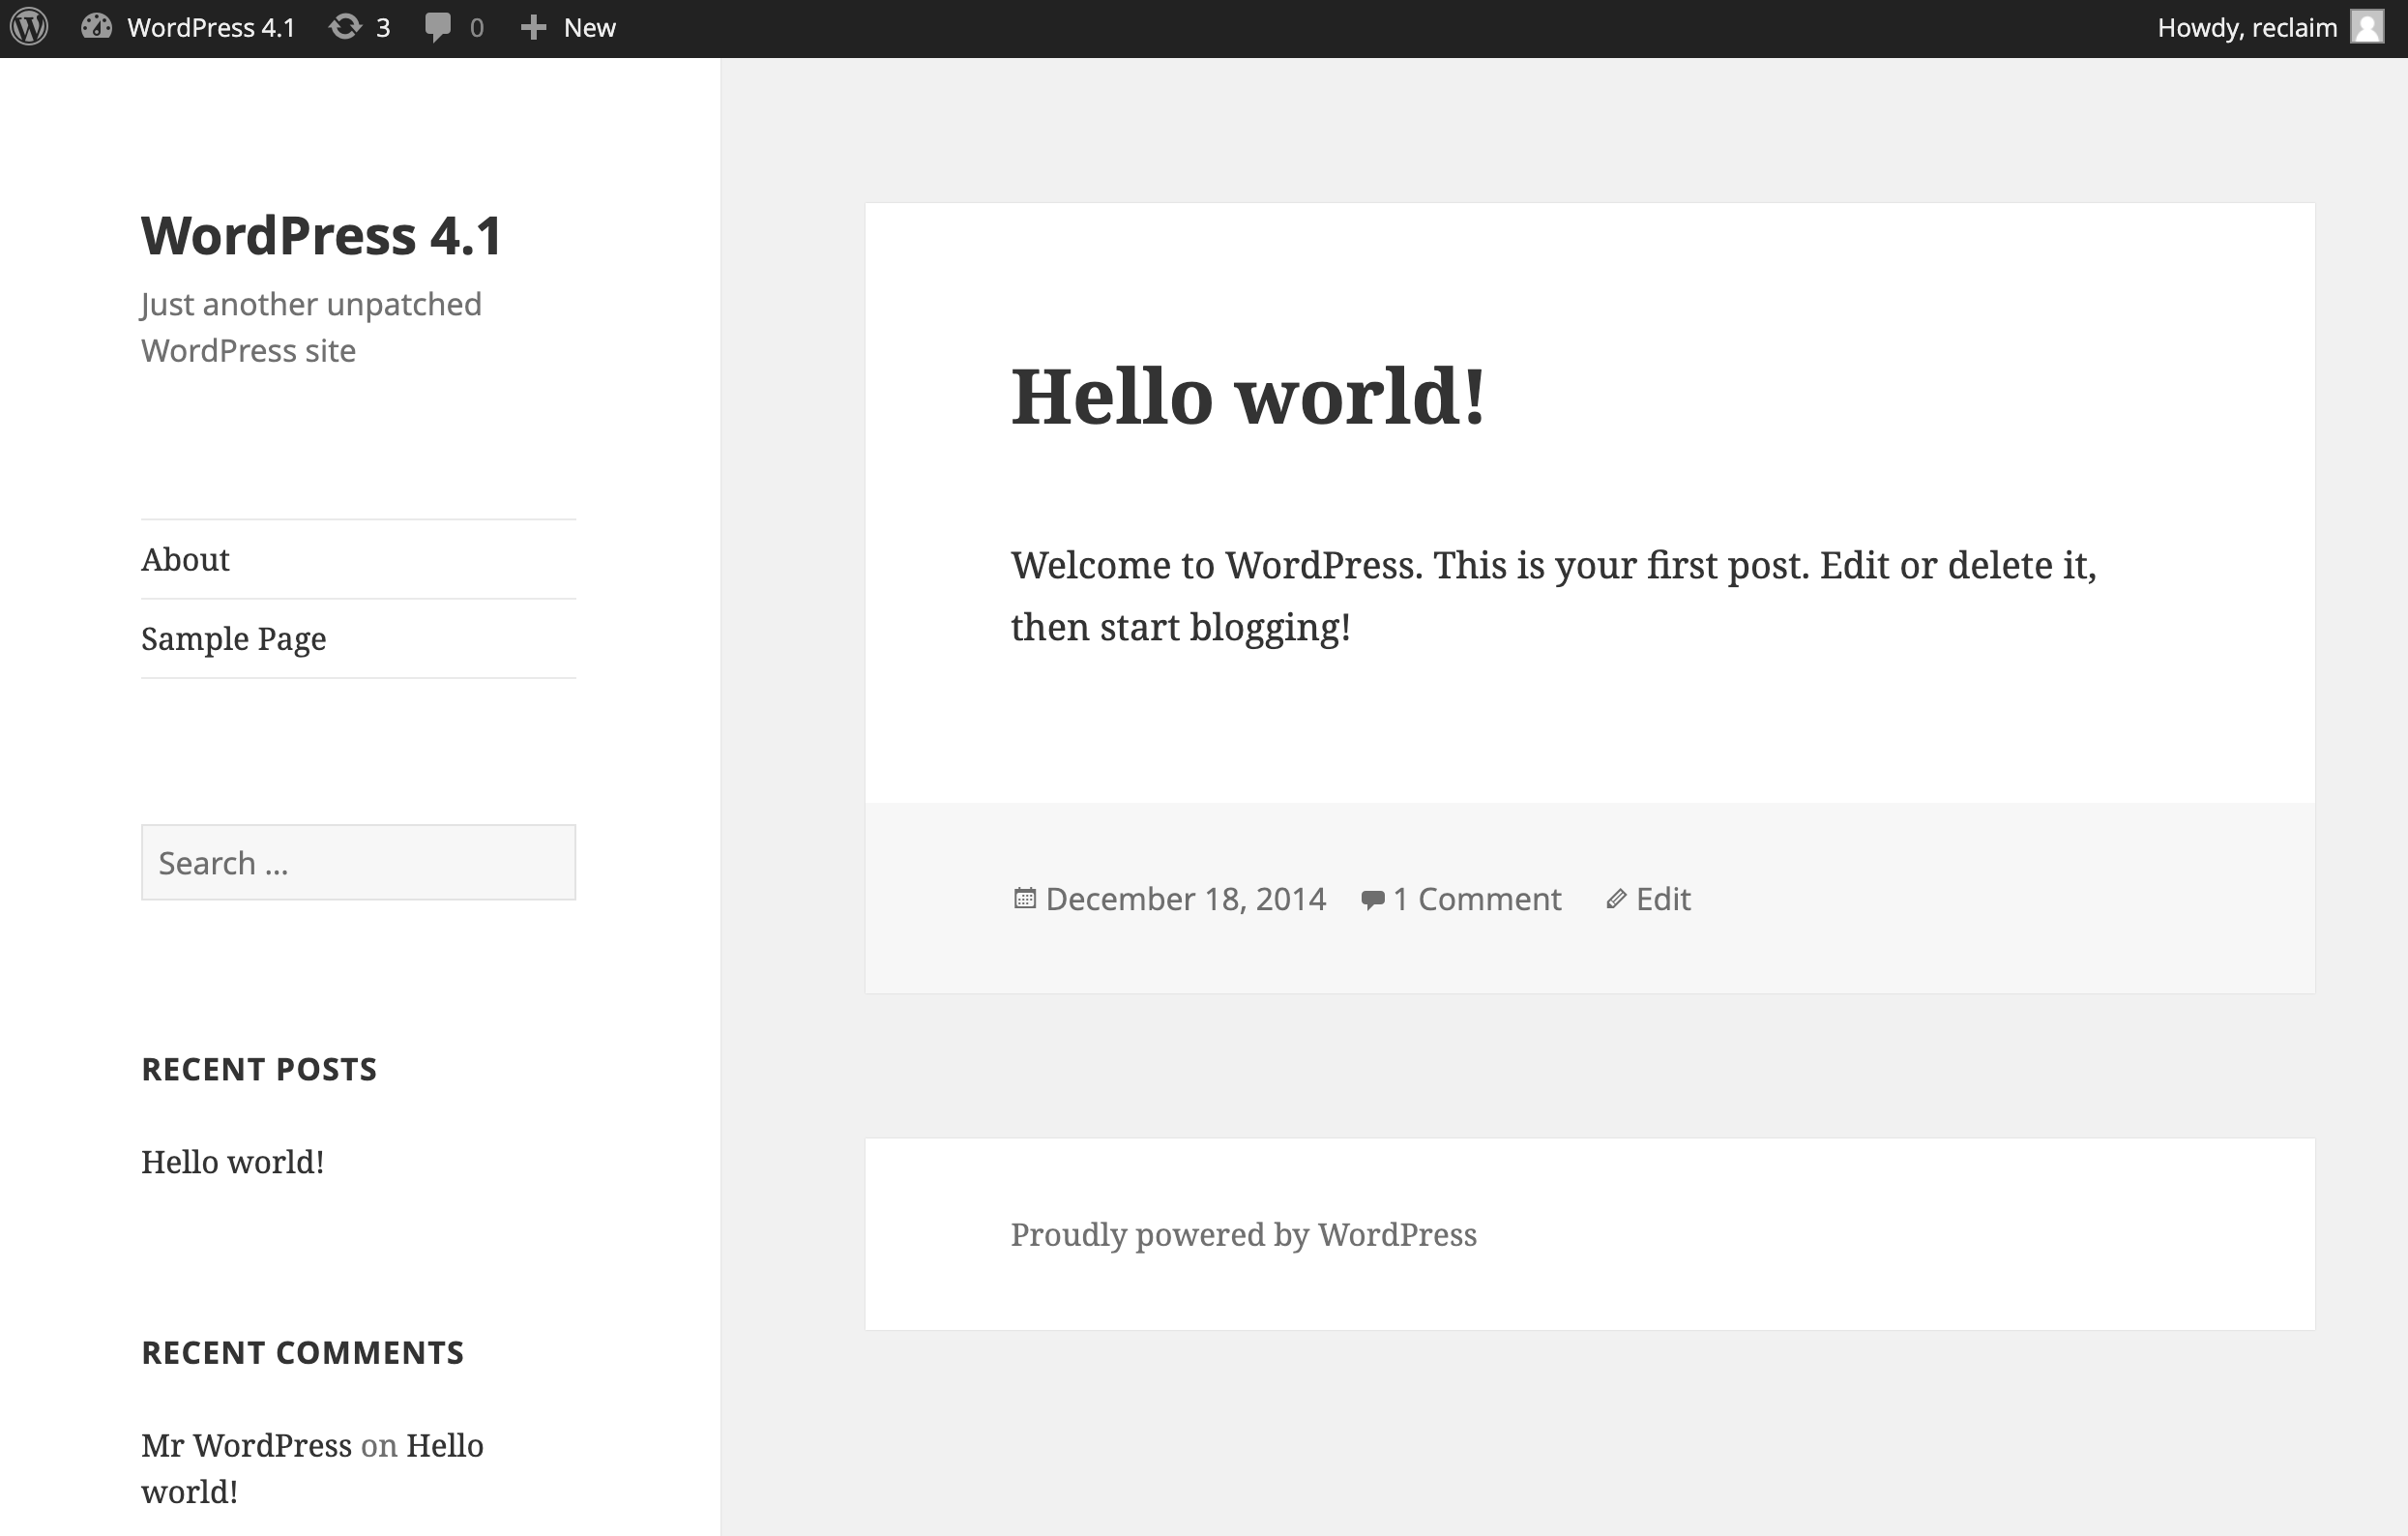 WordPress 4.1 3 0 New Howdy, reclaim
WordPress 4.1
Just another unpatched
WordPress site
About
Sample Page
Search ...
RECENT POSTS
Hello world!
RECENT COMMENTS
Mr WordPress on Hello
world!
Hello world!
Welcome to WordPress. This is your first post. Edit or delete it,
then start blogging!
December 18, 2014 1 Comment Edit
Proudly powered by WordPress